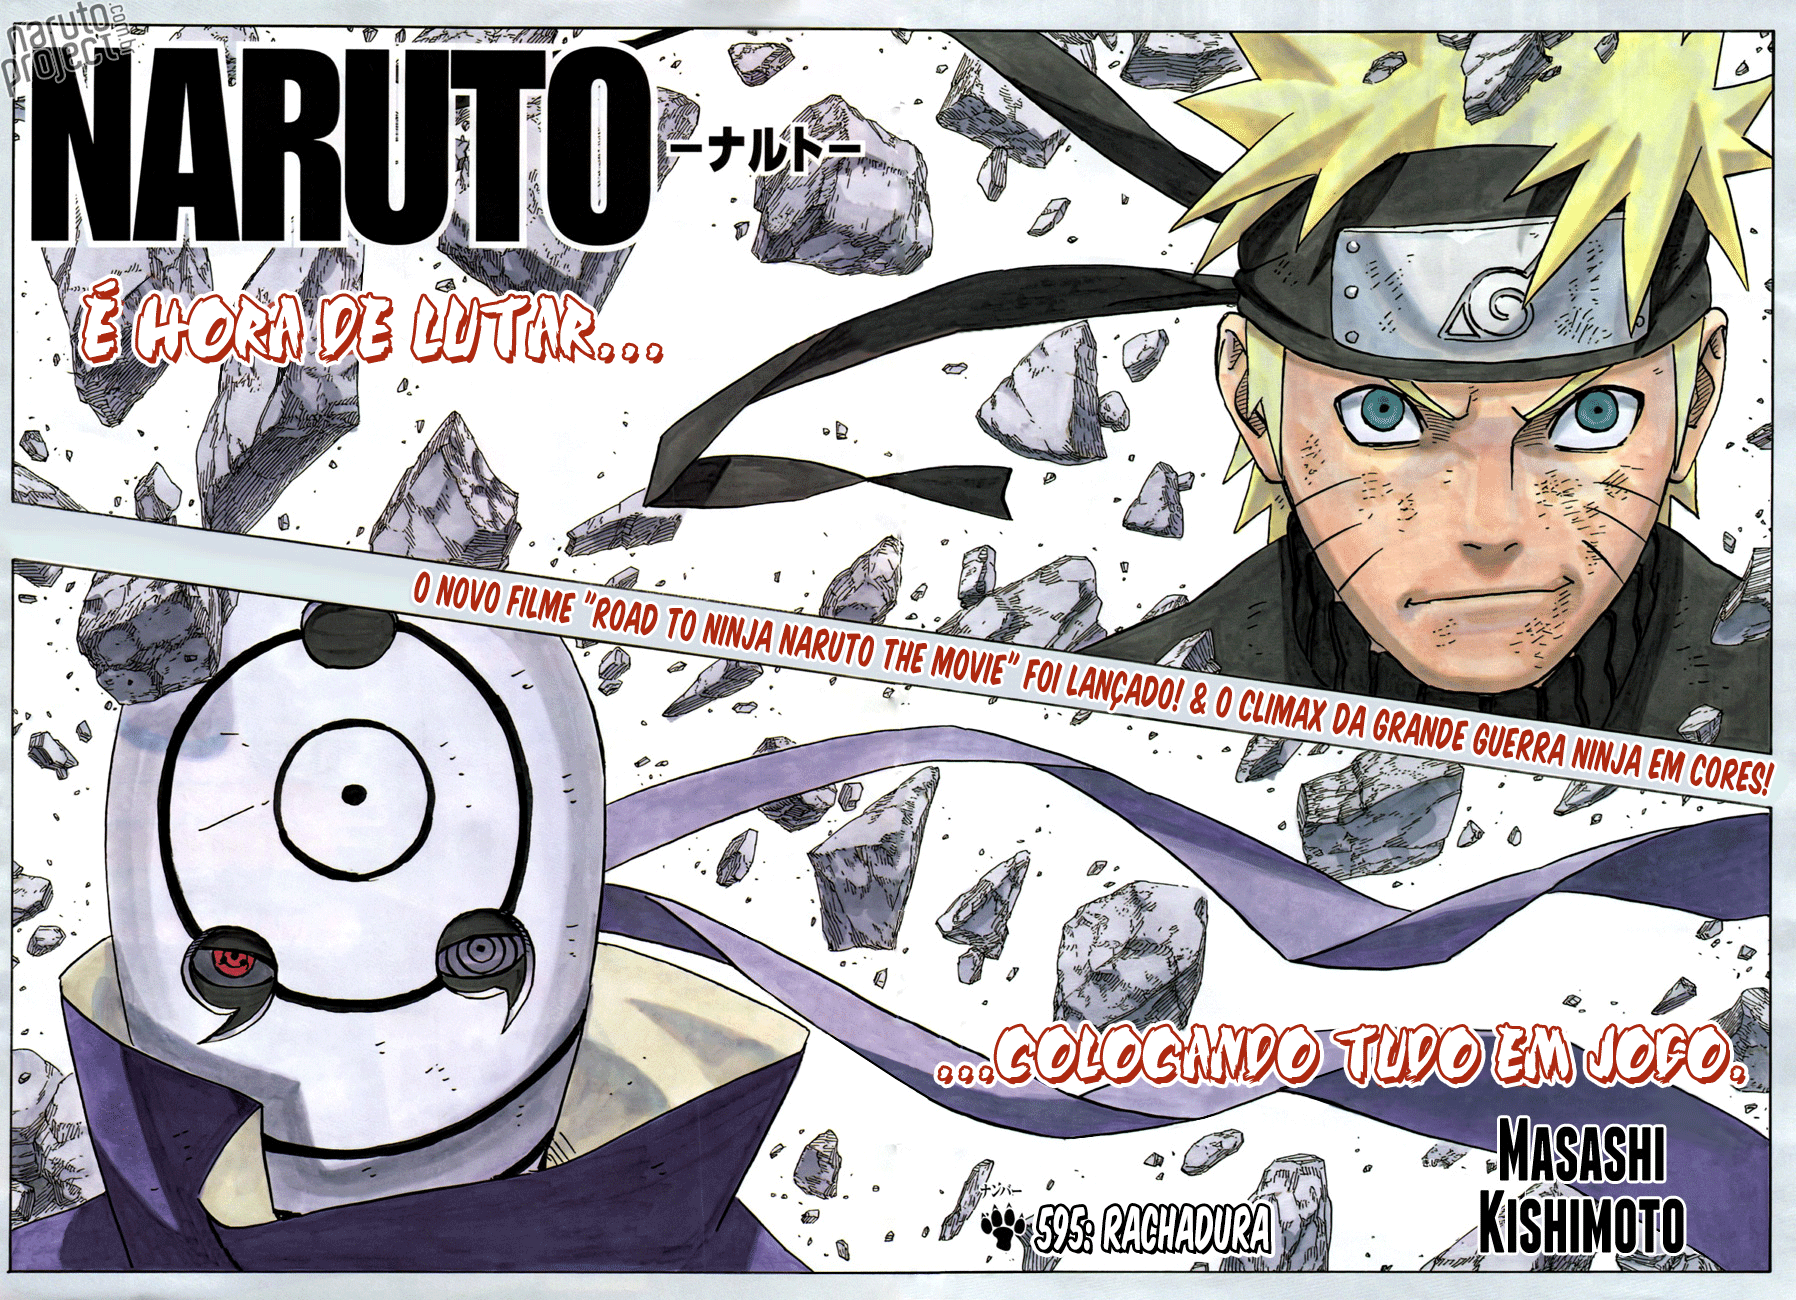 naruto
project
.com.br
NARUTO
ーナルトー
É HORA DE LUTAR...
O NOVO FILME "ROAD TO NINJA NARUTO THE MOVIE" FOI LANÇADO! & O CLIMAX DA GRANDE GUERRA NINJA EM CORES!
...COLOCANDO TUDO EM JOGO.
MASASHI
KISHIMOTO
ナンバー
595: RACHADURA